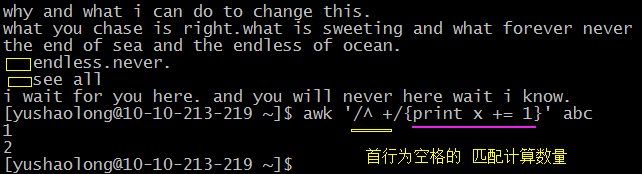 why and what i can do to change this.
what you chase is right.what is sweeting and what forever never
the end of sea and the endless of ocean.
endless.never.
see all
i wait for you here. and you will never here wait i know.
[yushaolong@10-10-213-219 ~]$ awk '/^ +/{print x += 1}' abc
1
2
[yushaolong@10-10-213-219 ~]$
首行为空格的 匹配计算数量